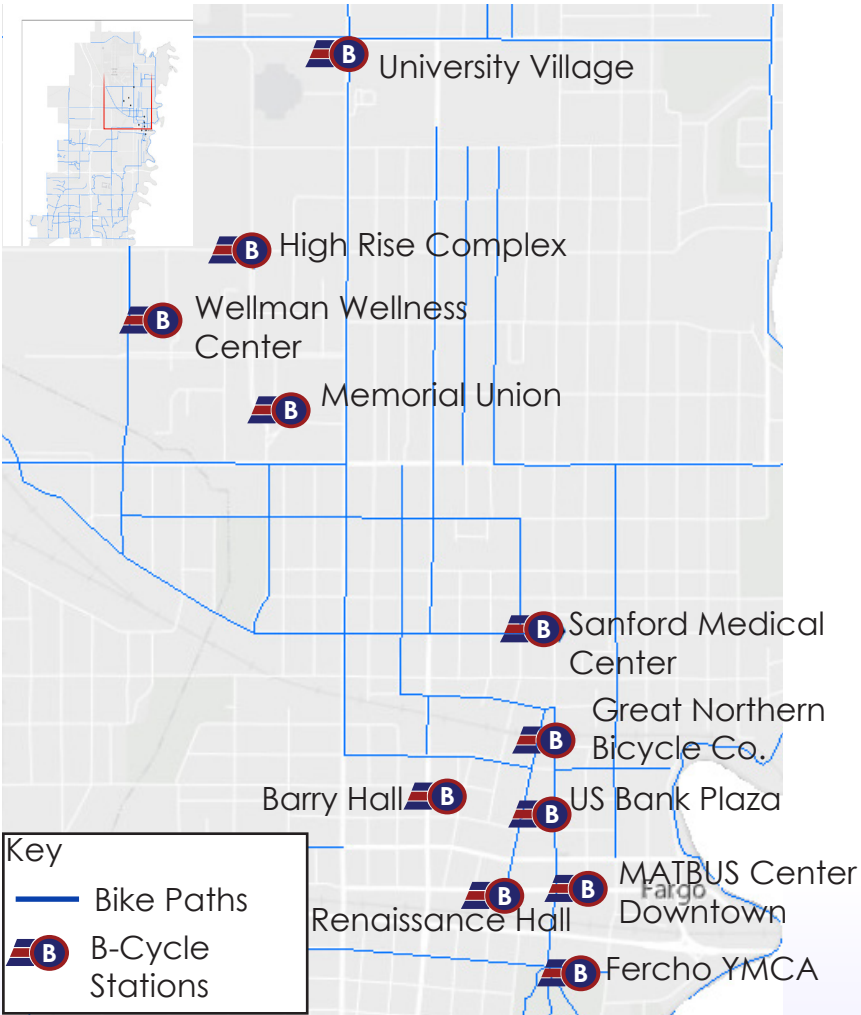 B
University Village
B
High Rise Complex
B
Wellman Wellness
Center
B
Memorial Union
B
Sanford Medical
Center
B
Great Northern
Bicycle Co.
Barry Hall
B
B
US Bank Plaza
B
MATBUS Center
Downtown
Fargo
B
Renaissance Hall
B
Fercho YMCA
Key
Bike Paths
B
B-Cycle
Stations